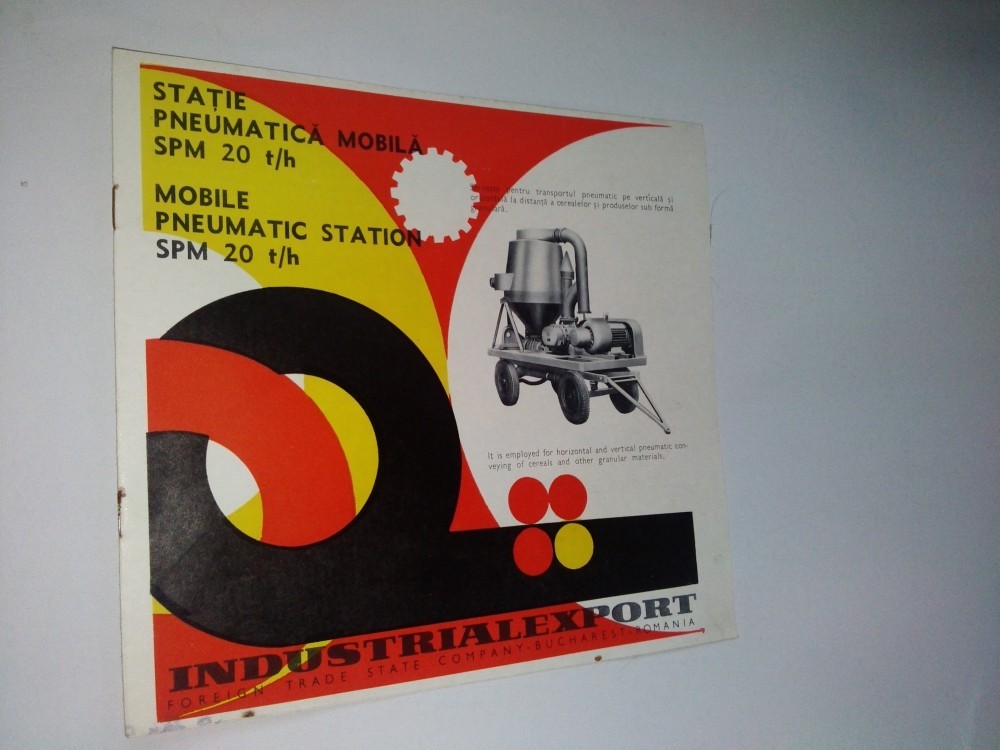 STAȚIE
PNEUMATICĂ MOBILĂ
SPM 20 t/h
MOBILE
PNEUMATIC STATION
SPM 20 t/h
pentru transportul pneumatic pe verticală și
la distanță a cerealelor și produselor sub formă
It is employed for horizontal and vertical pneumatic con-
veying of cereals and other granular materials.
INDUSTRIALEXPORT
FOREIGN TRADE STATE COMPANY-BUCHAREST-ROMANIA